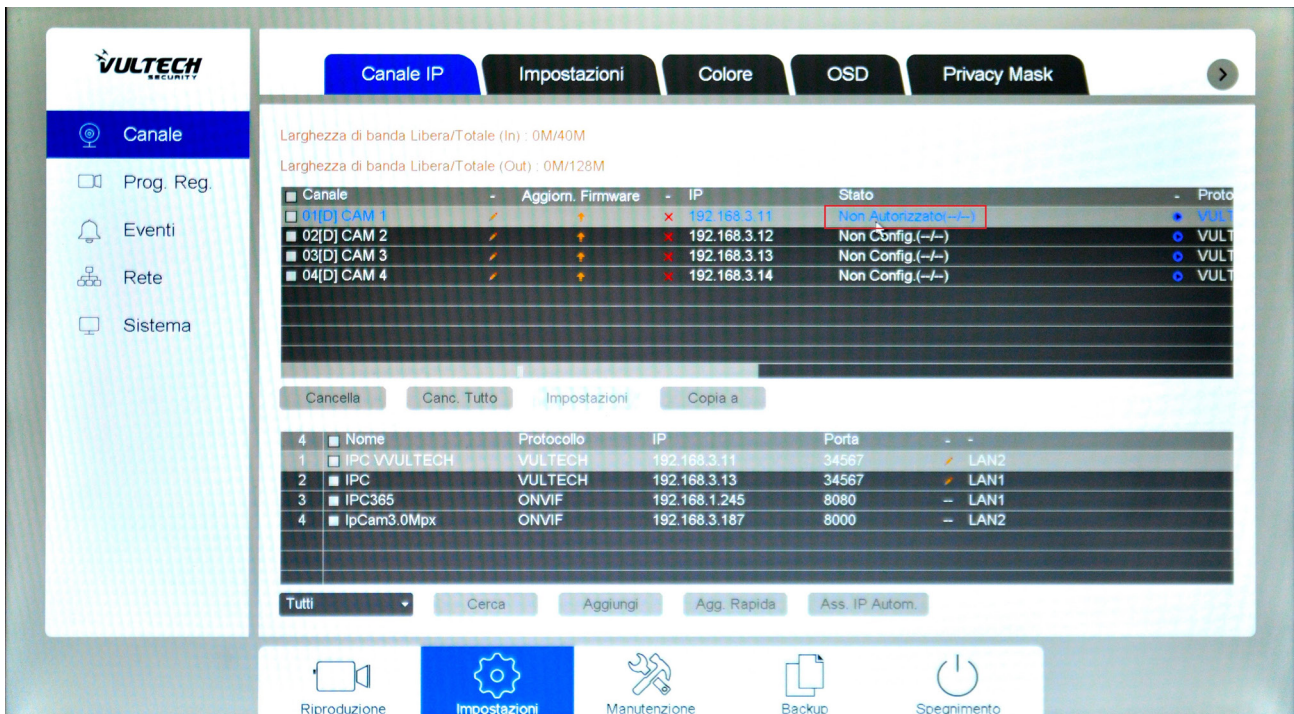 VULTECH
SECURITY
Canale IP Impostazioni Colore OSD Privacy Mask
Canale
Prog. Reg.
Eventi
Rete
Sistema
Larghezza di banda Libera/Totale (In) : 0M/40M
Larghezza di banda Libera/Totale (Out) : 0M/128M
Canale - Aggiorn. Firmware - IP Stato - Proto
01[D] CAM 1 192.168.3.11 Non Autorizzato(--/--) VULT
02[D] CAM 2 192.168.3.12 Non Config.(--/--) VULT
03[D] CAM 3 192.168.3.13 Non Config.(--/--) VULT
04[D] CAM 4 192.168.3.14 Non Config.(--/--) VULT
Cancella Canc. Tutto Impostazioni Copia a
4 Nome Protocollo IP Porta - -
1 IPC VVULTECH VULTECH 192.168.3.11 34567 LAN2
2 IPC VULTECH 192.168.3.13 34567 LAN1
3 IPC365 ONVIF 192.168.1.245 8080 -- LAN1
4 IpCam3.0Mpx ONVIF 192.168.3.187 8000 -- LAN2
Tutti Cerca Aggiungi Agg. Rapida Ass. IP Autom.
Riproduzione Impostazioni Manutenzione Backup Spegnimento